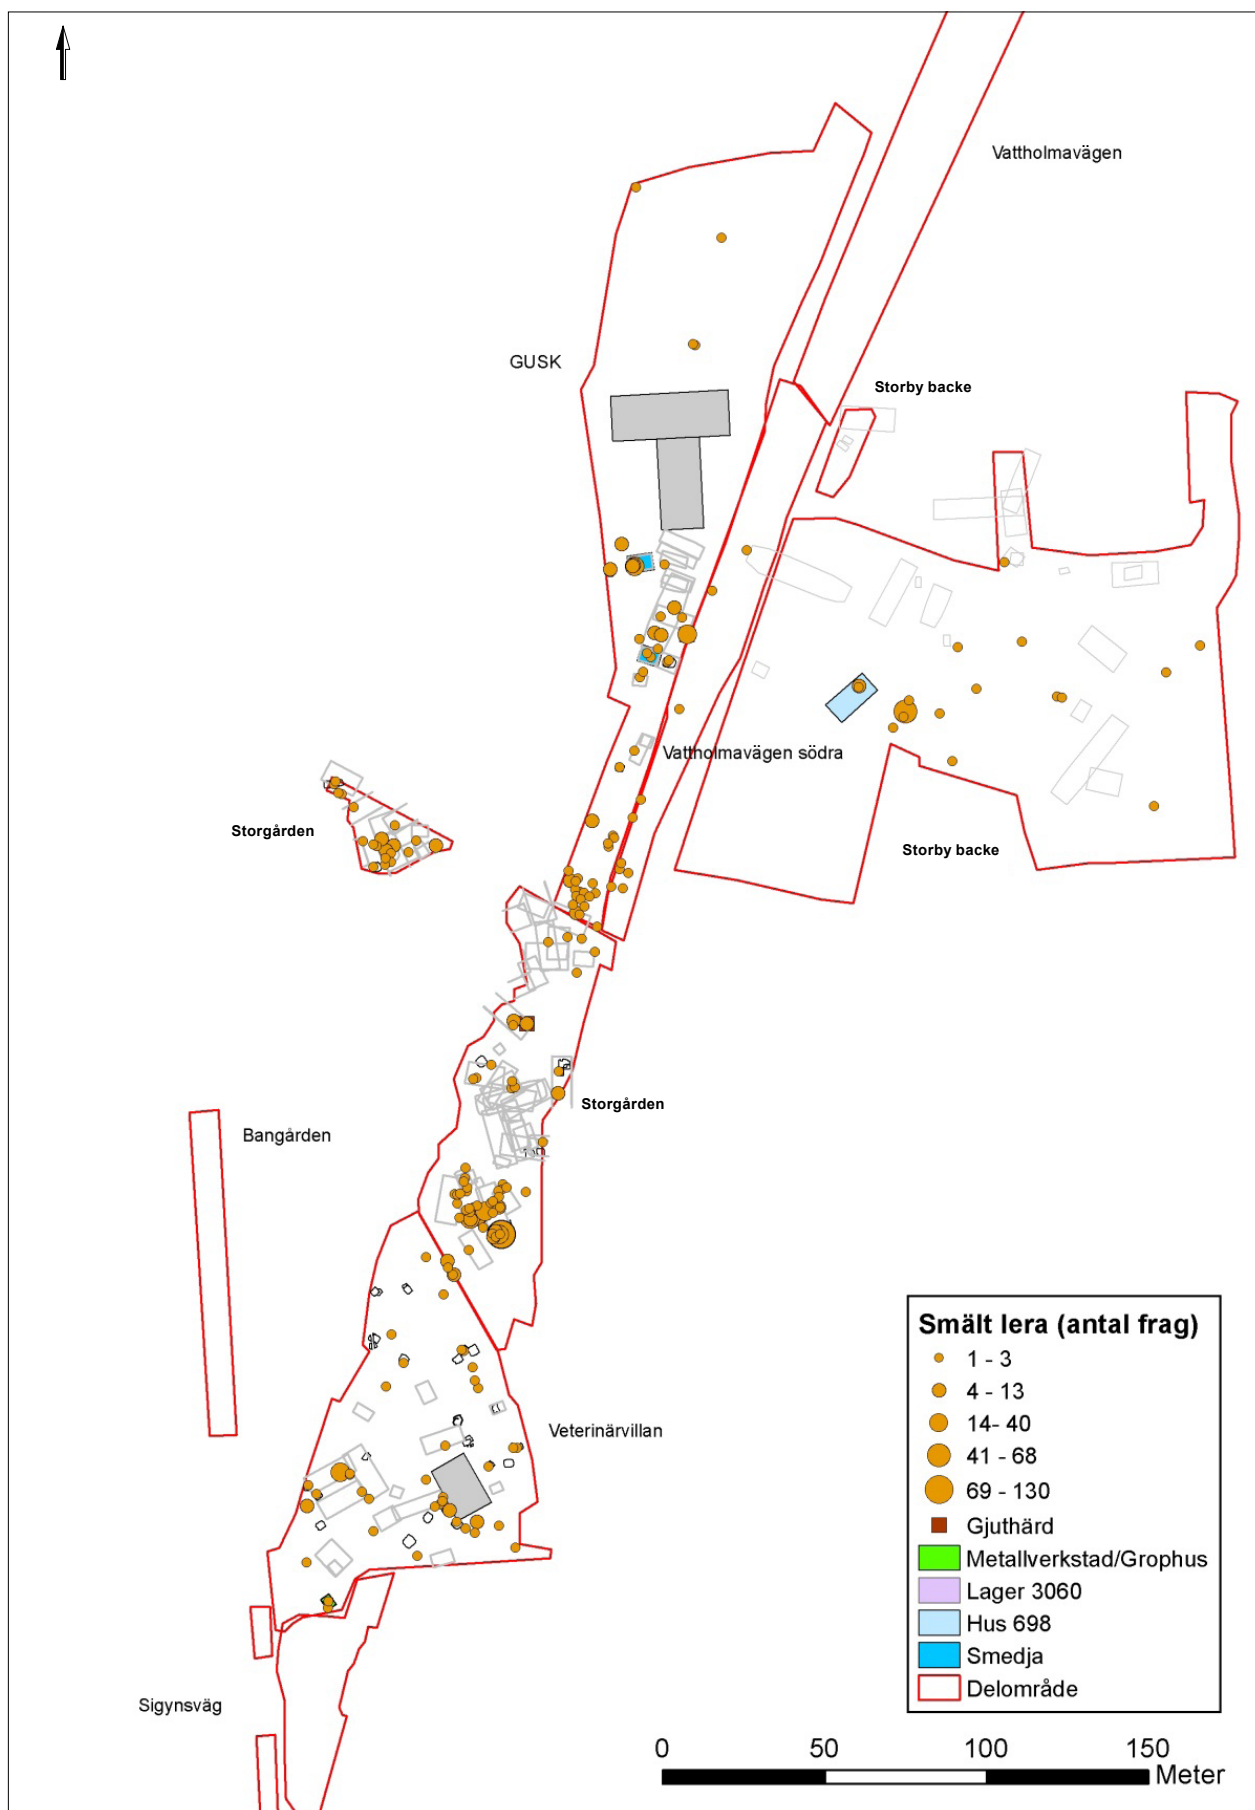 Vattholmavägen
GUSK
Storby backe
Vattholmavägen södra
Storgården
Storby backe
Storgården
Bangården
Veterinärvillan
Sigynsväg
Smält lera (antal frag)
1 - 3
4 - 13
14- 40
41 - 68
69 - 130
Gjuthärd
Metallverkstad/Grophus
Lager 3060
Hus 698
Smedja
Delområde
0 50 100 150
Meter